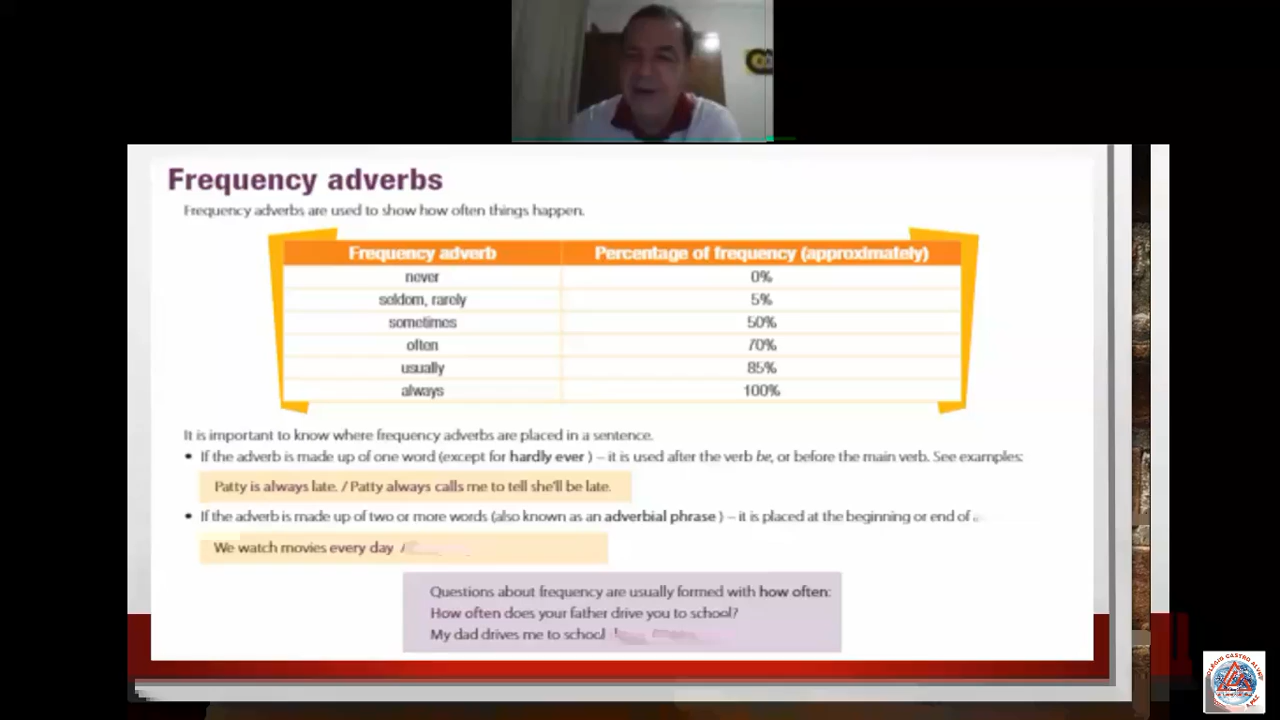 Frequency adverbs
Frequency adverbs are used to show how often things happen.
Frequency adverb Percentage of frequency (approximately)
never 0%
seldom, rarely 5%
sometimes 50%
often 70%
usually 85%
always 100%
It is important to know where frequency adverbs are placed in a sentence.
• If the adverb is made up of one word (except for hardly ever ) – it is used after the verb be, or before the main verb. See examples:
Patty is always late. / Patty always calls me to tell she'll be late.
• If the adverb is made up of two or more words (also known as an adverbial phrase ) – it is placed at the beginning or end of
We watch movies every day /
Questions about frequency are usually formed with how often:
How often does your father drive you to school?
My dad drives me to school
COLÉGIO CASTRO ALVES